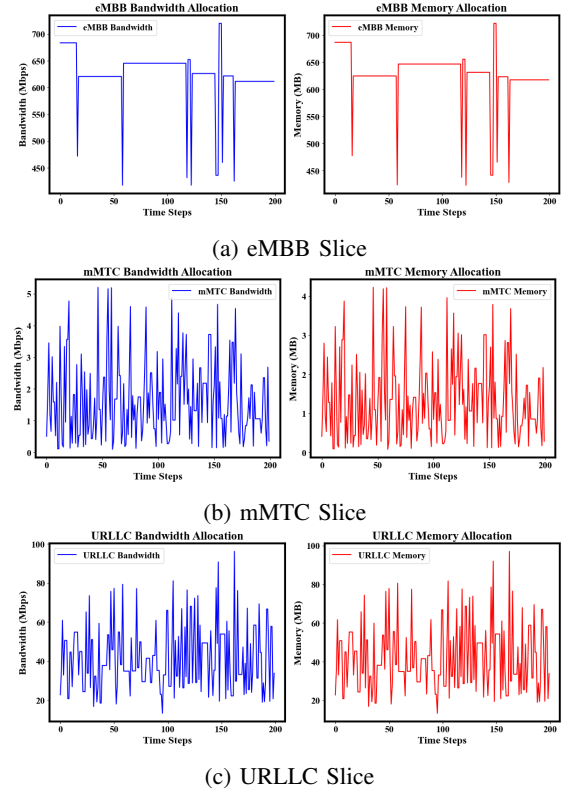 eMBB Bandwidth Allocation
eMBB Memory Allocation
eMBB Bandwidth
eMBB Memory
700
650
600
550
500
450
Bandwidth (Mbps)
700
650
600
550
500
450
Memory (MB)
0 50 100 150 200
0 50 100 150 200
Time Steps
Time Steps
(a) eMBB Slice
mMTC Bandwidth Allocation
mMTC Memory Allocation
mMTC Bandwidth
mMTC Memory
5
4
3
2
1
0
Bandwidth (Mbps)
4
3
2
1
0
Memory (MB)
0 50 100 150 200
0 50 100 150 200
Time Steps
Time Steps
(b) mMTC Slice
URLLC Bandwidth Allocation
URLLC Memory Allocation
URLLC Bandwidth
URLLC Memory
100
80
60
40
20
Bandwidth (Mbps)
100
80
60
40
20
Memory (MB)
0 50 100 150 200
0 50 100 150 200
Time Steps
Time Steps
(c) URLLC Slice